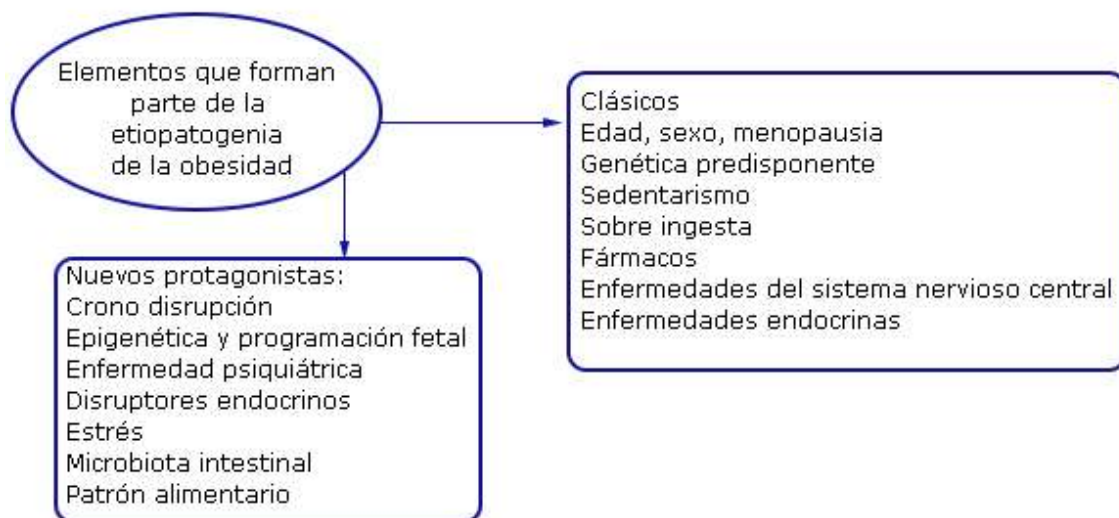 Elementos que forman
parte de la
etiopatogenia
de la obesidad
Clásicos
Edad, sexo, menopausia
Genética predisponente
Sedentarismo
Sobre ingesta
Fármacos
Enfermedades del sistema nervioso central
Enfermedades endocrinas
Nuevos protagonistas:
Crono disrupción
Epigenética y programación fetal
Enfermedad psiquiátrica
Disruptores endocrinos
Estrés
Microbiota intestinal
Patrón alimentario